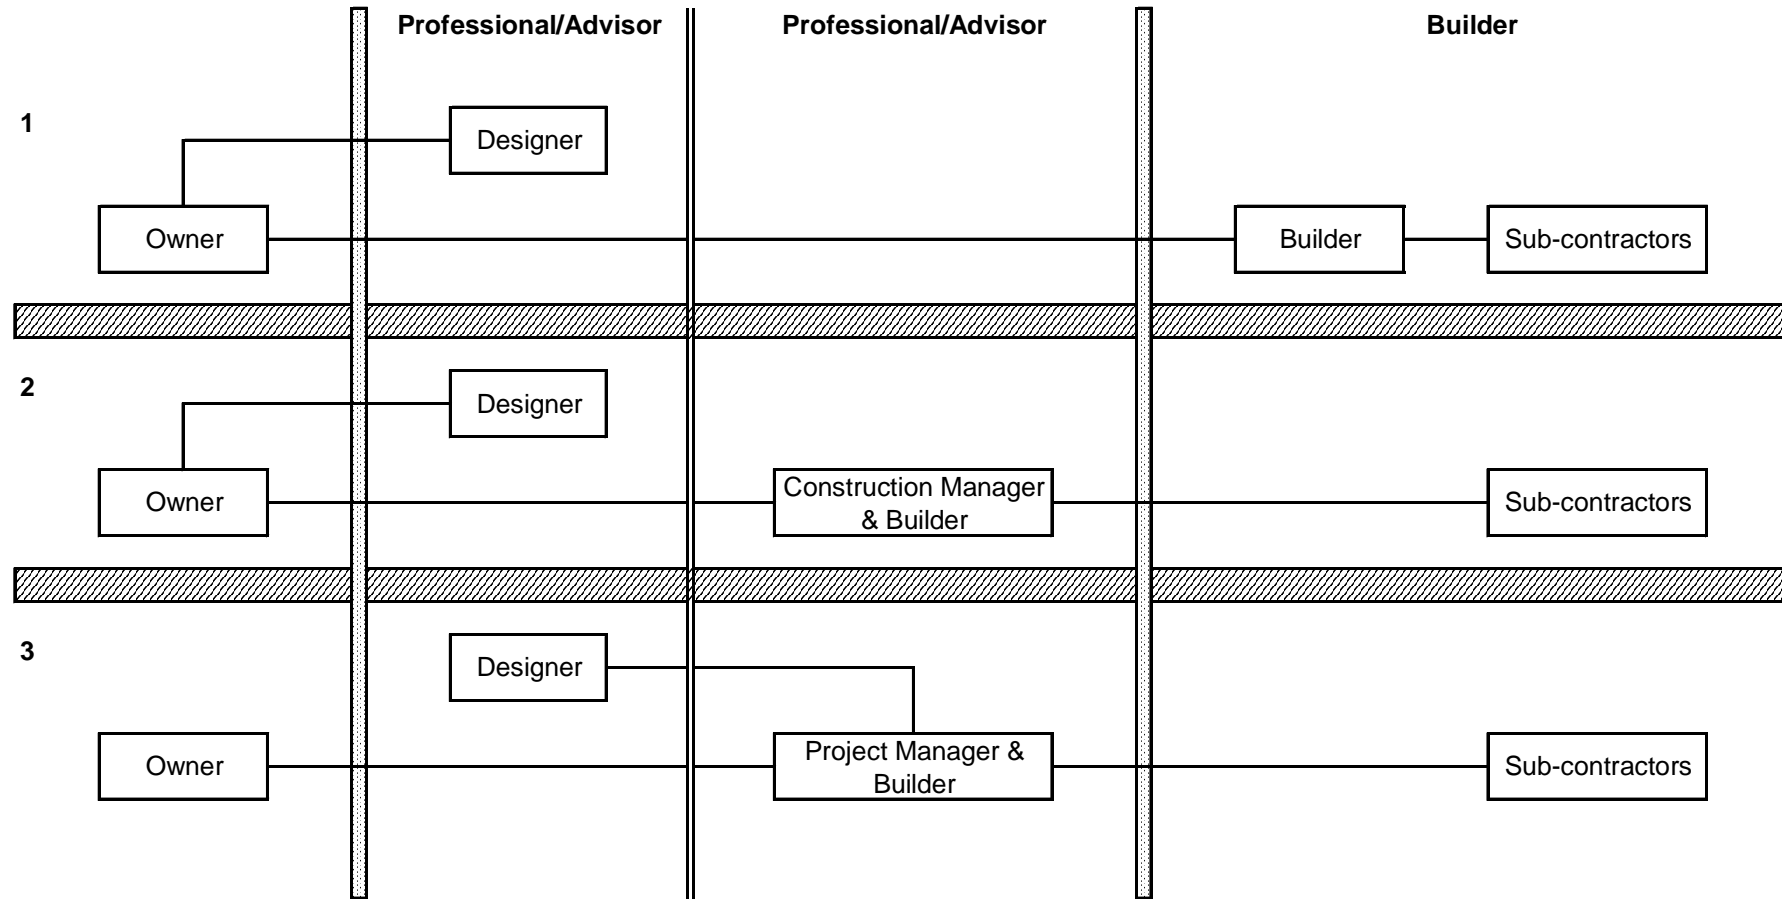 Professional/Advisor Professional/Advisor Builder
1
Designer
Owner Builder Sub-contractors
2
Designer
Owner Construction Manager
& Builder Sub-contractors
3
Designer
Owner Project Manager &
Builder Sub-contractors